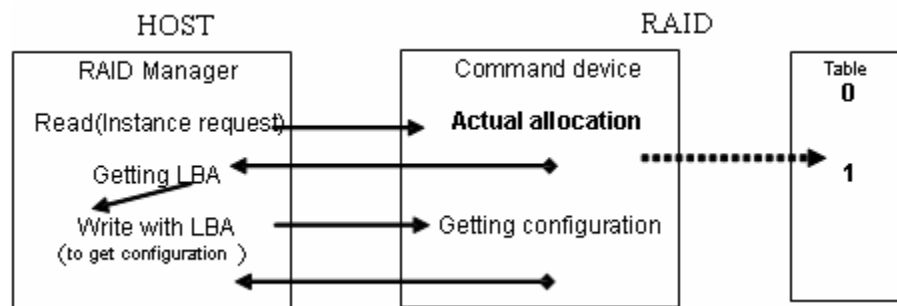 HOST
RAID
RAID Manager
Command device
Table
0
Read(Instance request)
Actual allocation
Getting LBA
1
Write with LBA
Getting configuration
(to get configuration )